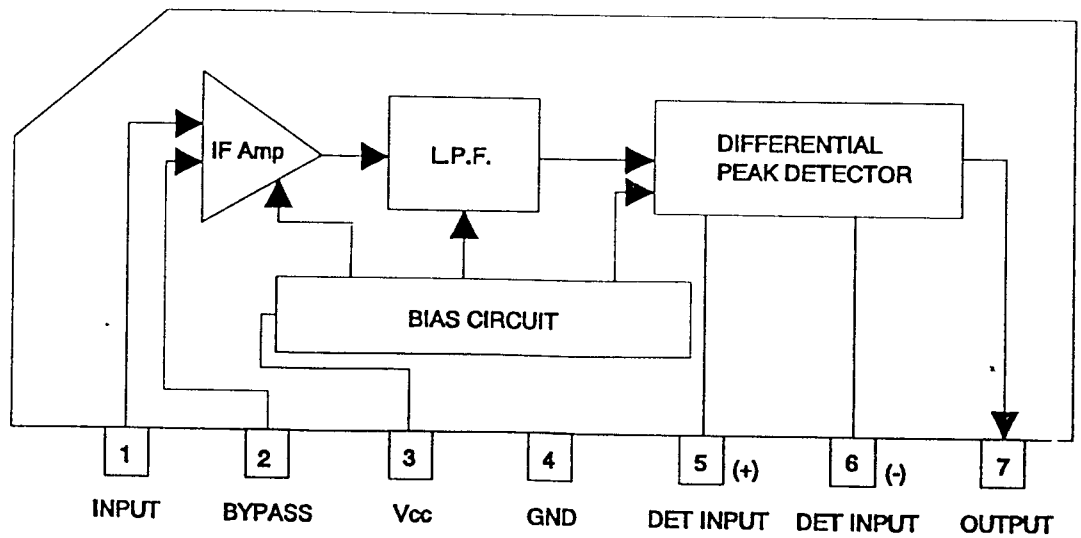 IF Amp
L.P.F.
DIFFERENTIAL
PEAK DETECTOR
BIAS CIRCUIT
1
2
3
4
5 (+)
6 (-)
7
INPUT
BYPASS
Vcc
GND
DET INPUT
DET INPUT
OUTPUT